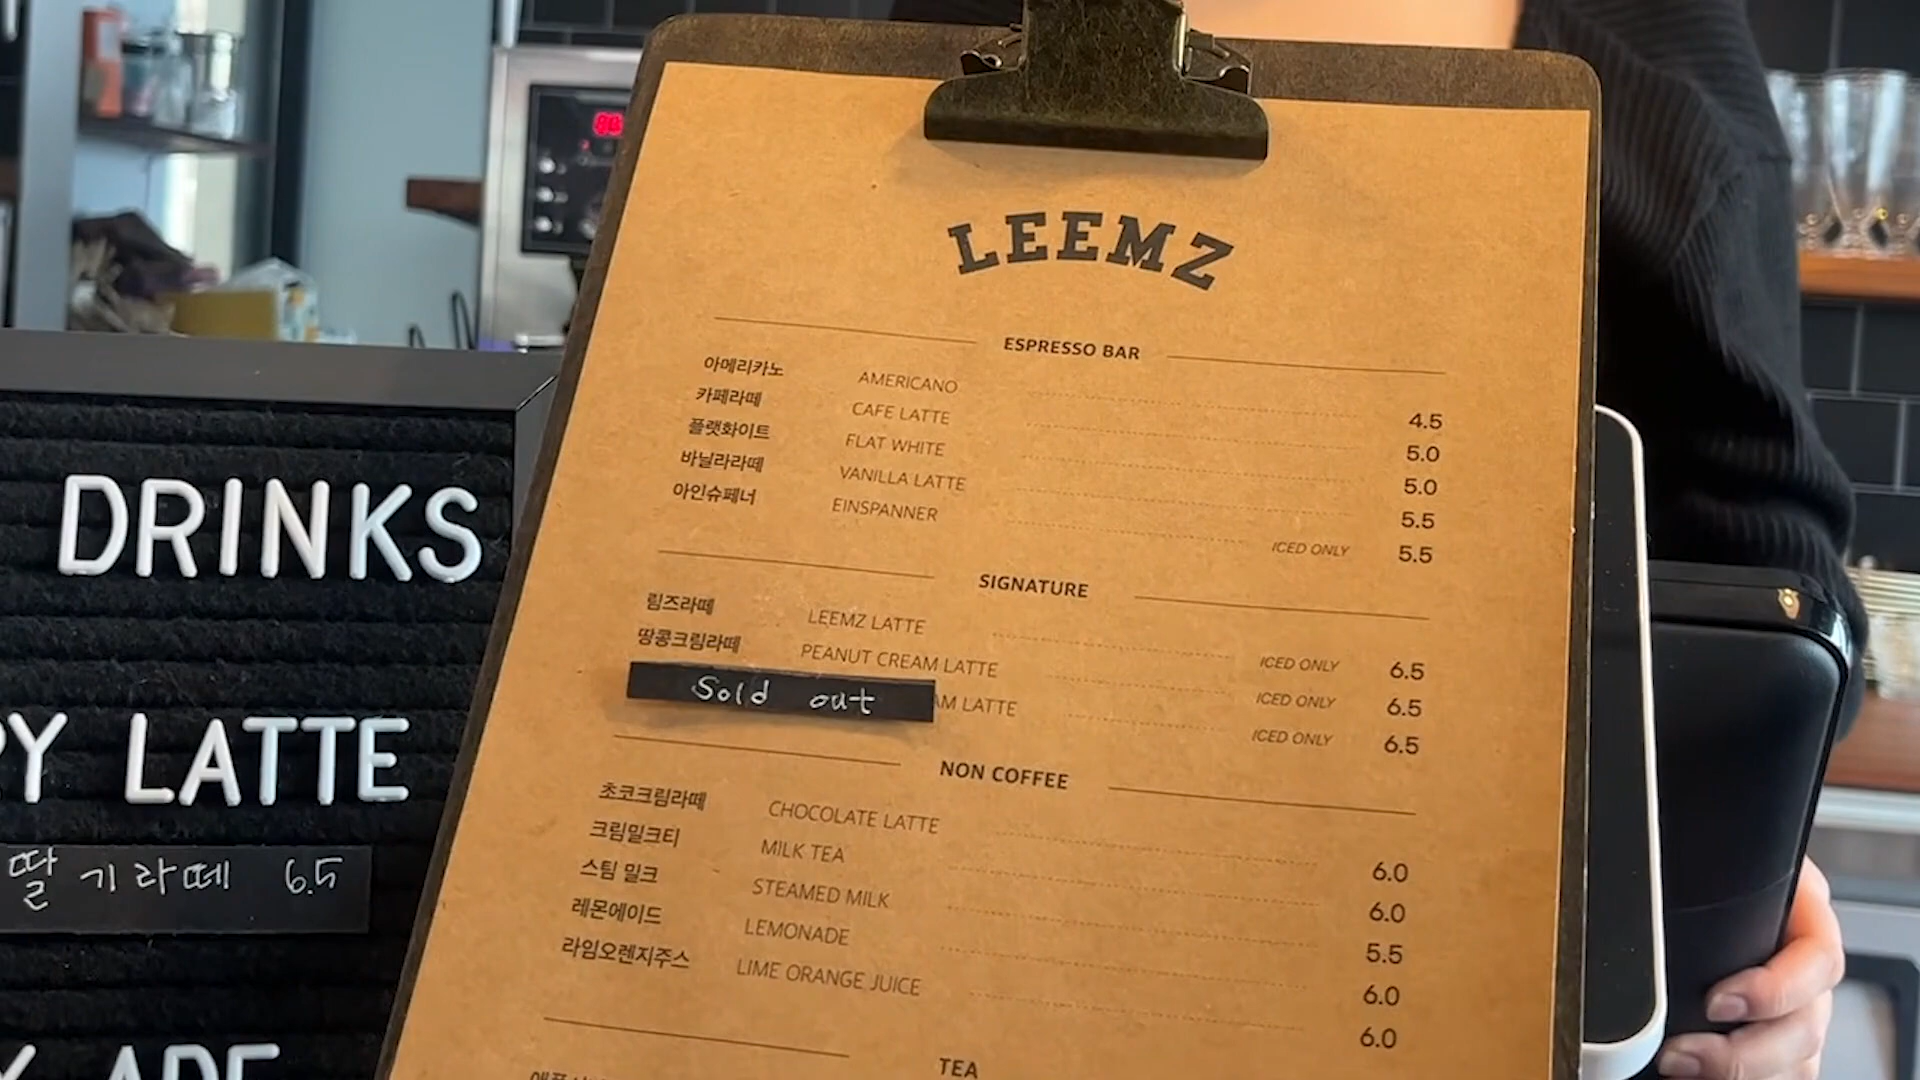 LEEMZ
ESPRESSO BAR
아메리카노 AMERICANO 4.5
카페라떼 CAFE LATTE 5.0
플랫화이트 FLAT WHITE 5.0
바닐라라떼 VANILLA LATTE 5.5
아인슈페너 EINSPANNER ICED ONLY 5.5
SIGNATURE
림즈라떼 LEEMZ LATTE ICED ONLY 6.5
땅콩크림라떼 PEANUT CREAM LATTE ICED ONLY 6.5
Sold out AM LATTE ICED ONLY 6.5
NON COFFEE
초코크림라떼 CHOCOLATE LATTE 6.0
크림밀크티 MILK TEA 6.0
스팀 밀크 STEAMED MILK 5.5
레몬에이드 LEMONADE 6.0
라임오렌지주스 LIME ORANGE JUICE 6.0
TEA
DRINKS
Y LATTE
딸기라떼 6.5